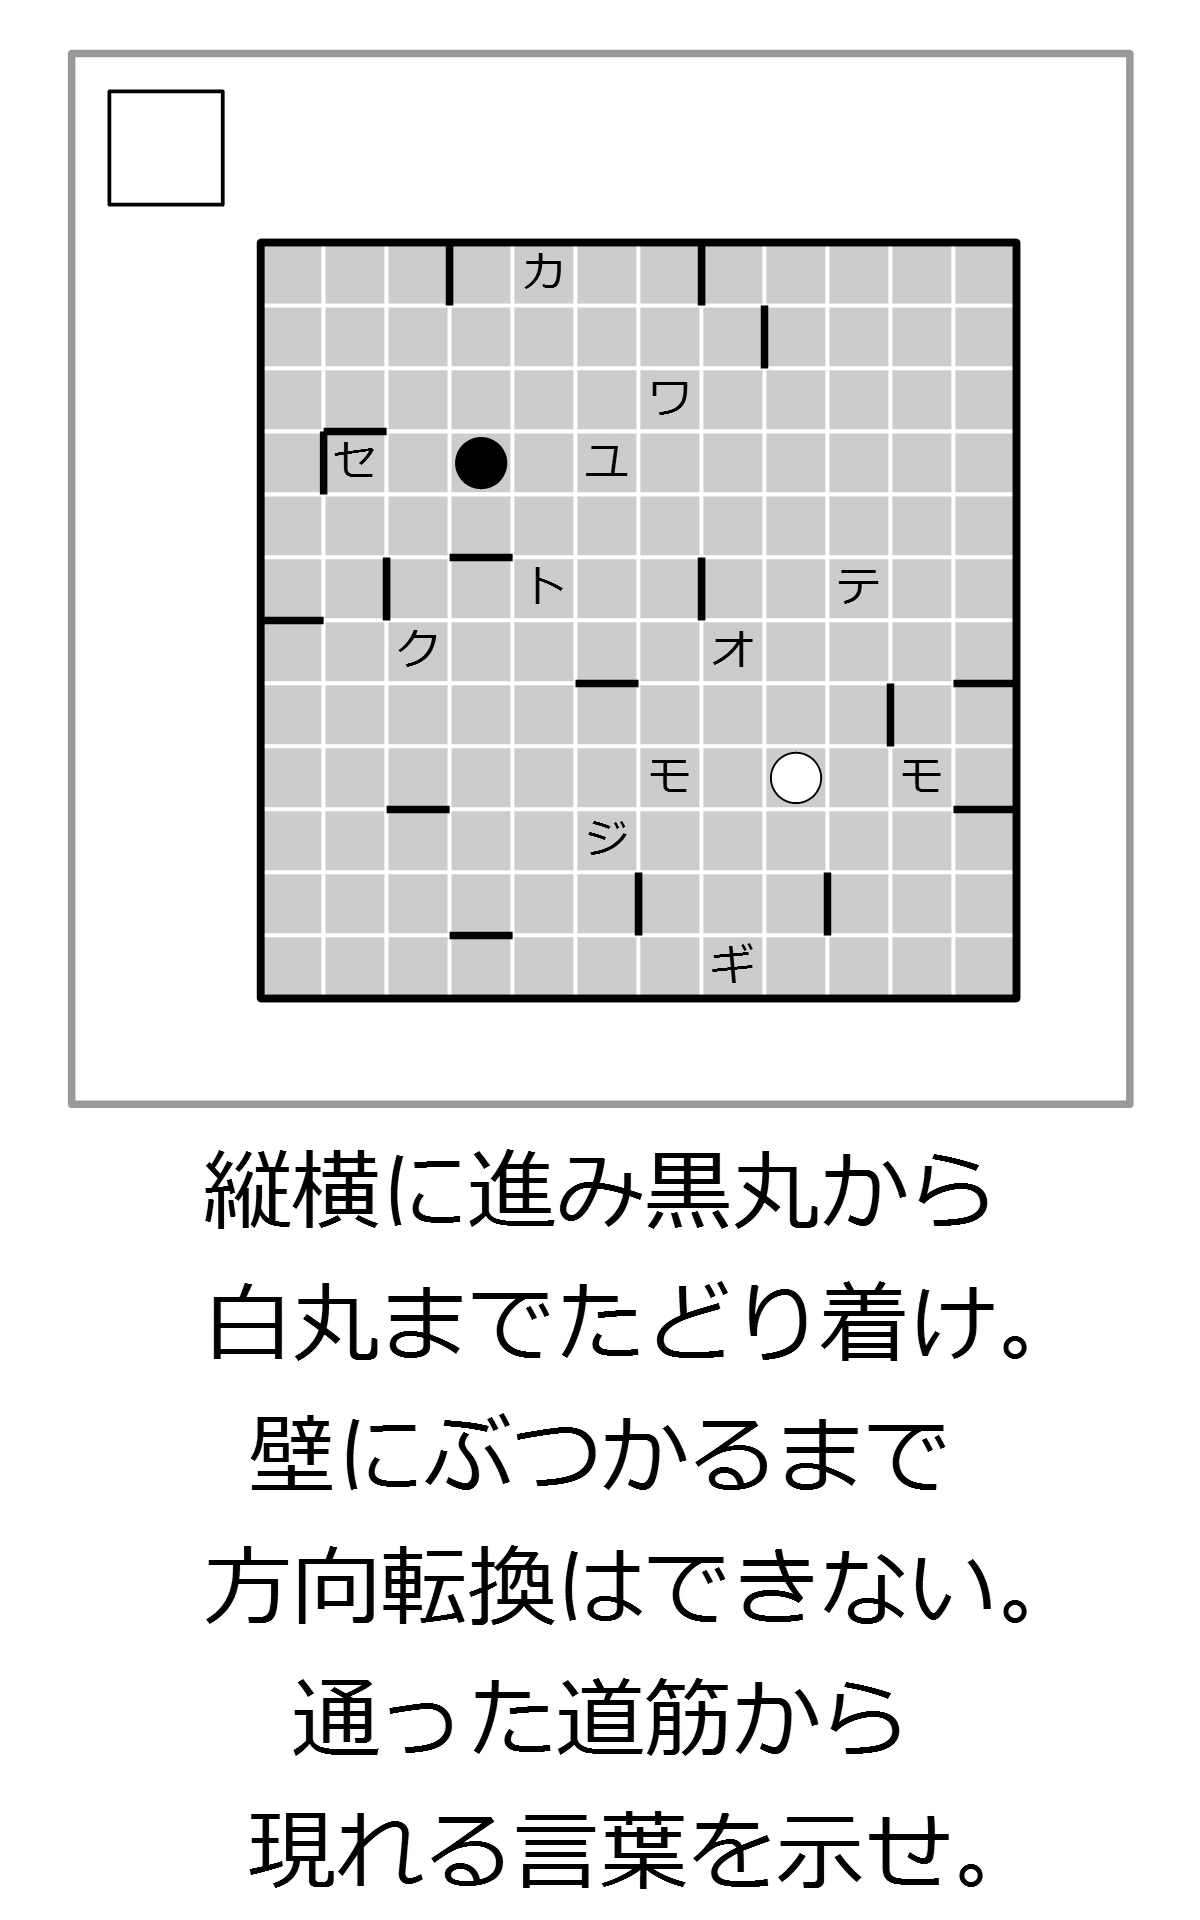 カ
ワ
セ ユ
ト テ
ク オ
モ モ
ジ
ギ
縦横に進み黒丸から
白丸までたどり着け。
壁にぶつかるまで
方向転換はできない。
通った道筋から
現れる言葉を示せ。